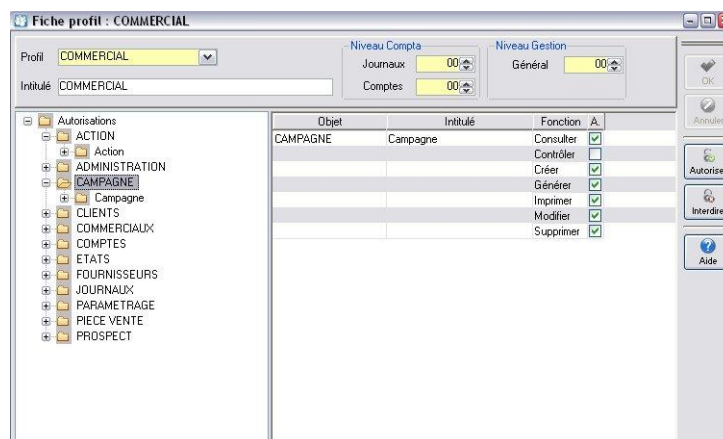 Fiche profil : COMMERCIAL
Profil COMMERCIAL
Intitulé COMMERCIAL
Niveau Compta
Journaux 00
Comptes 00
Niveau Gestion
Général 00
OK
Annuler
Autorise
Interdire
Aide
Autorisations
ACTION
Action
ADMINISTRATION
CAMPAGNE
Campagne
CLIENTS
COMMERCIAUX
COMPTES
ETATS
FOURNISSEURS
JOURNAUX
PARAMETRAGE
PIECE VENTE
PROSPECT
Objet Intitulé Fonction A.
CAMPAGNE Campagne Consulter
Contrôler
Créer
Générer
Imprimer
Modifier
Supprimer